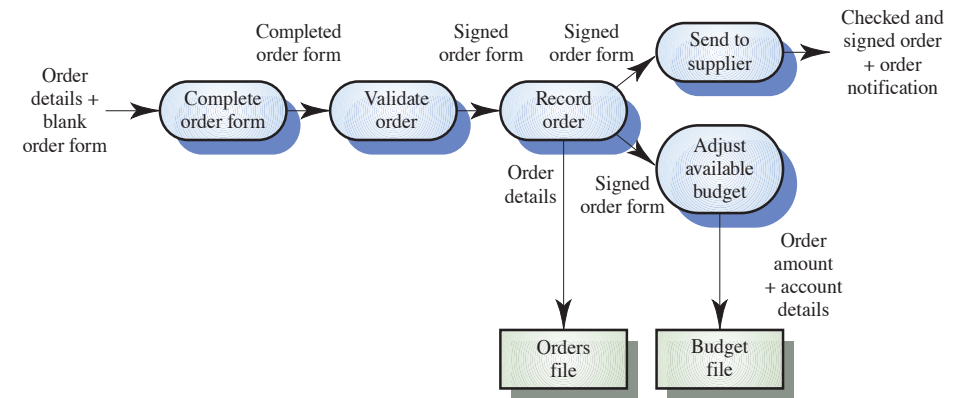 Order
details +
blank
order form
Complete
order form
Completed
order form
Validate
order
Signed
order form
Record
order
Signed
order form
Send to
supplier
Checked and
signed order
+ order
notification
Order
details
Signed
order form
Adjust
available
budget
Order
amount
+ account
details
Orders
file
Budget
file